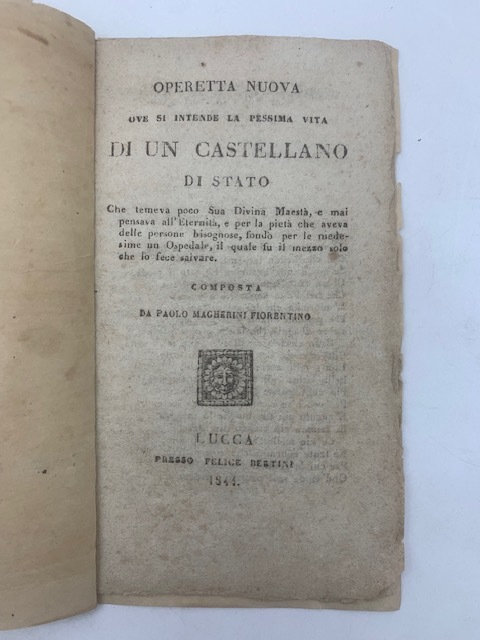 OPERETTA NUOVA
OVE SI INTENDE LA PESSIMA VITA
DI UN CASTELLANO
DI STATO
Che temeva poco Sua Divina Maestà, e mai
pensava all'Eternità, e per la pietà che aveva
delle persone bisognose, fondò per le mede-
sime un Ospedale, il quale fu il mezzo solo
che lo fece salvare.
COMPOSTA
DA PAOLO MAGHERINI FIORENTINO
LUCCA
PRESSO FELICE BERTINI
1844.